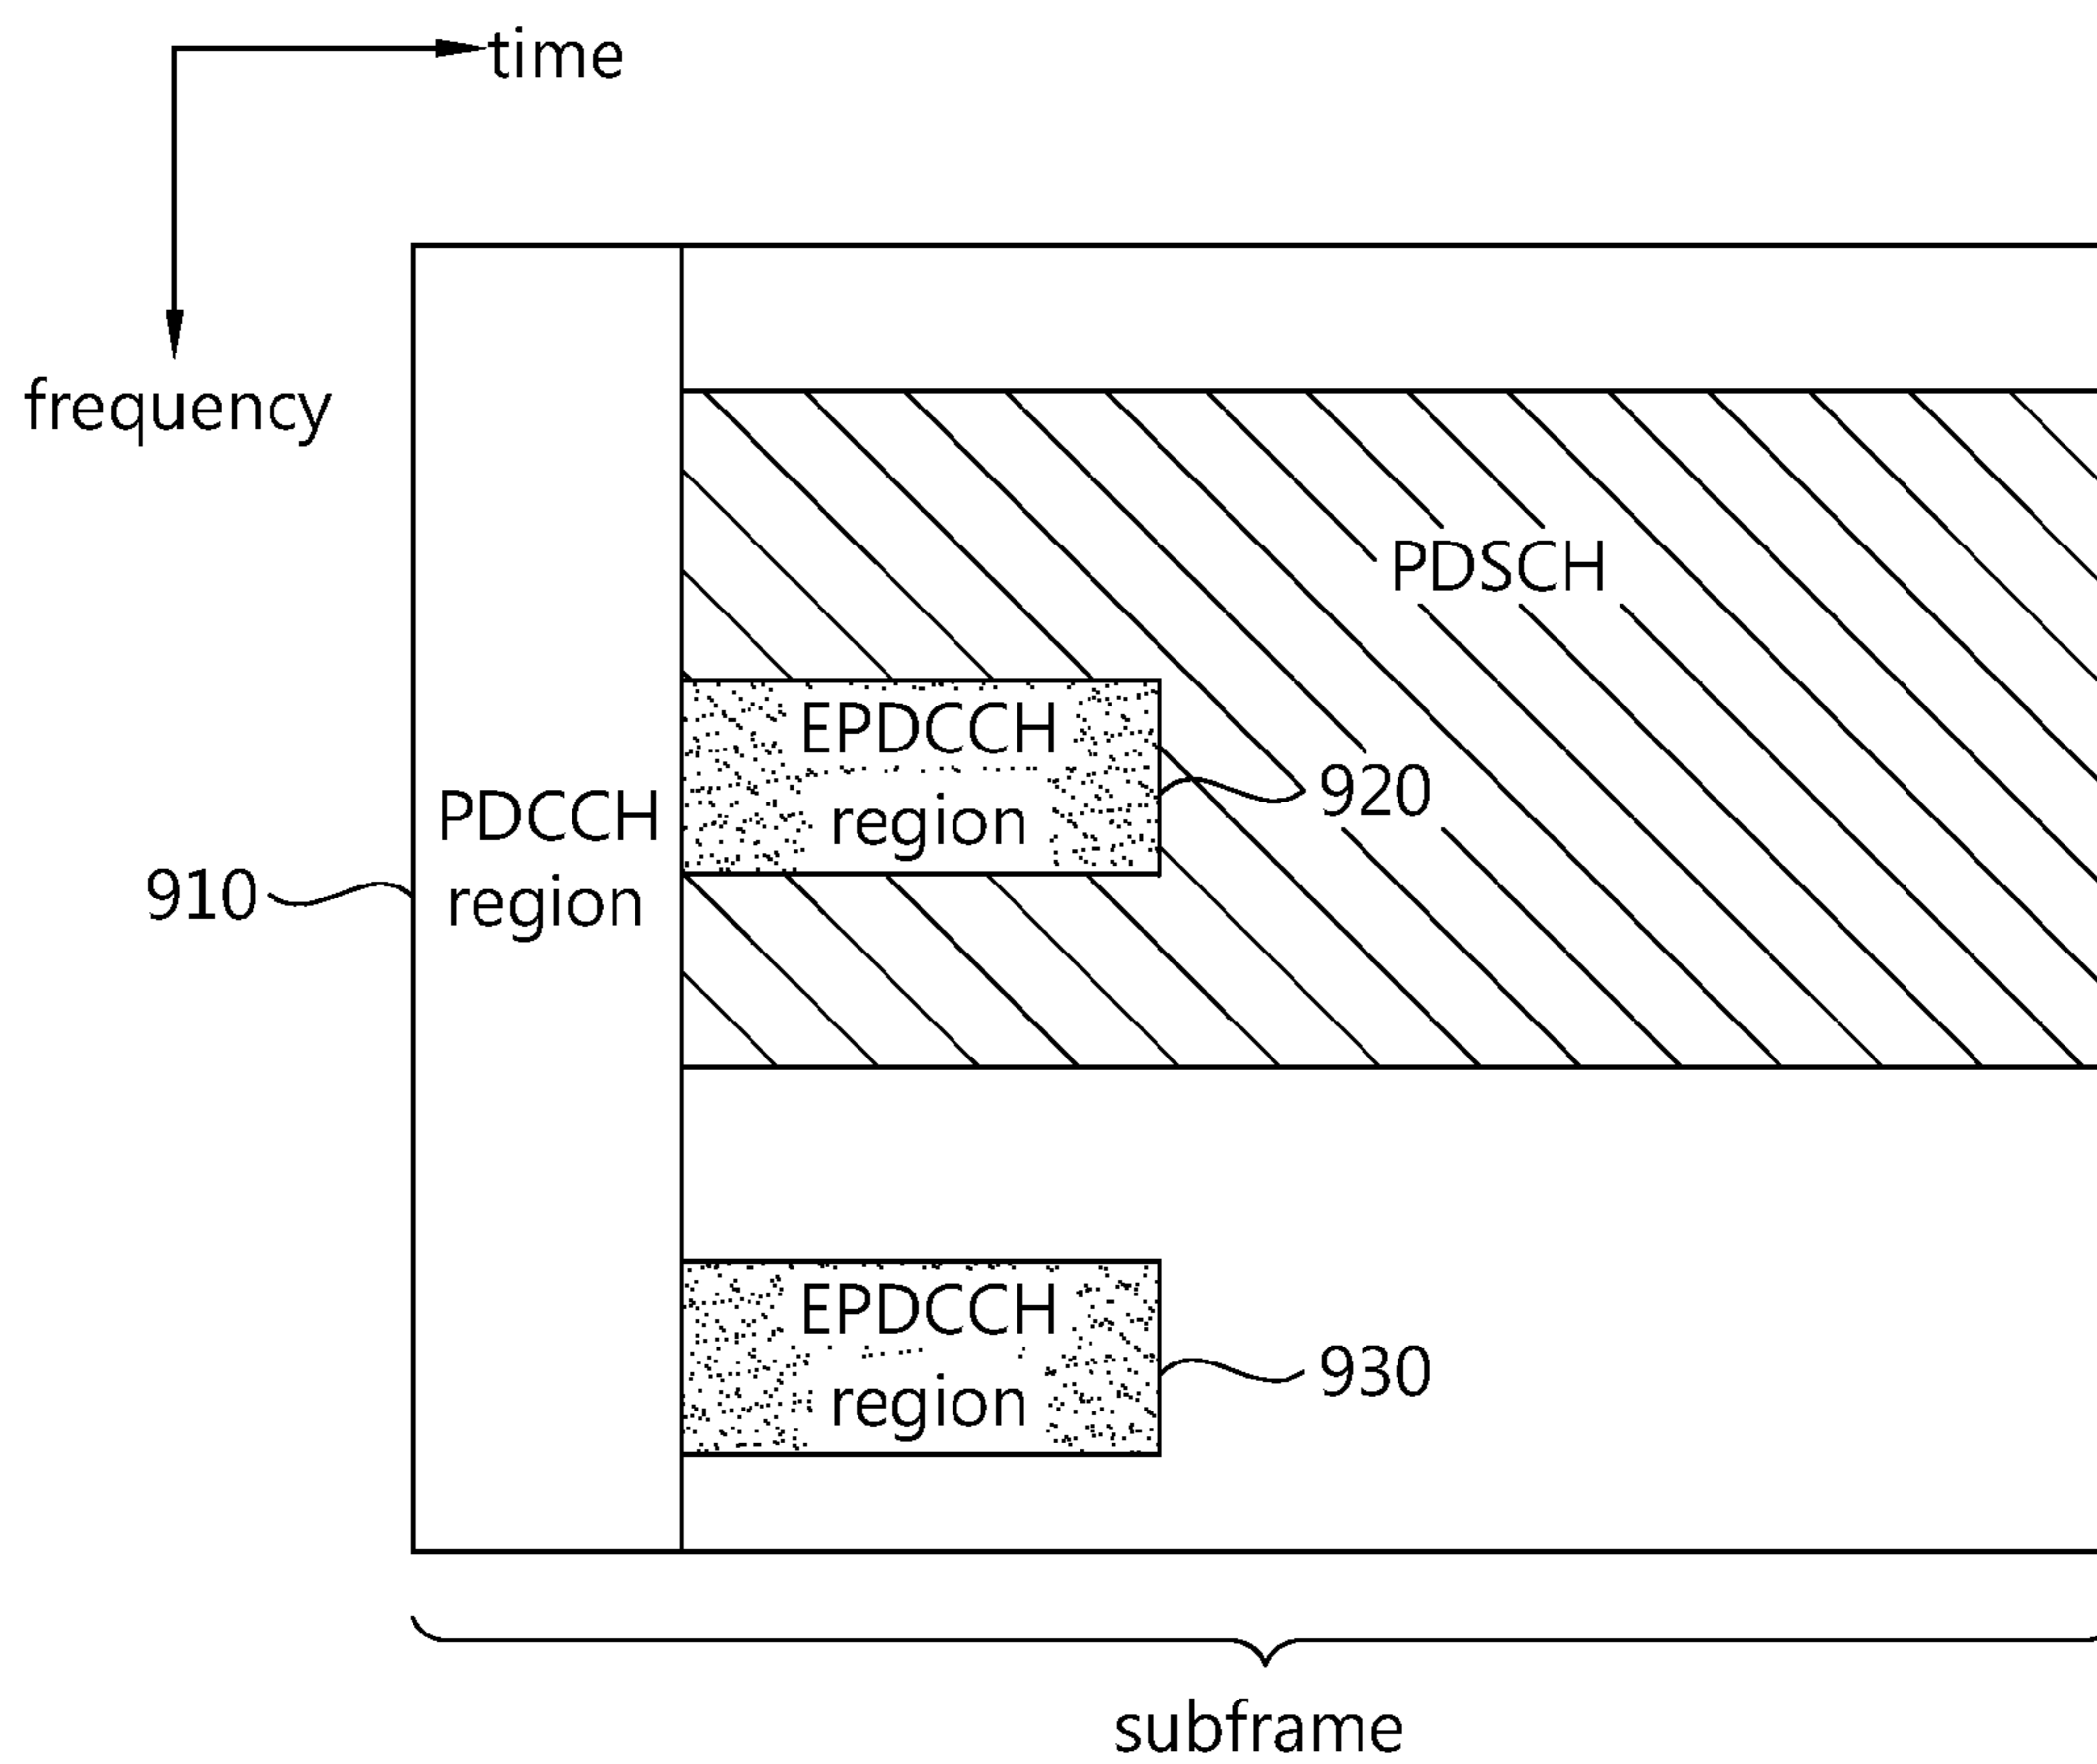 time
frequency
PDSCH
EPDCCH
region
920
PDCCH
region
910
EPDCCH
region
930
subframe